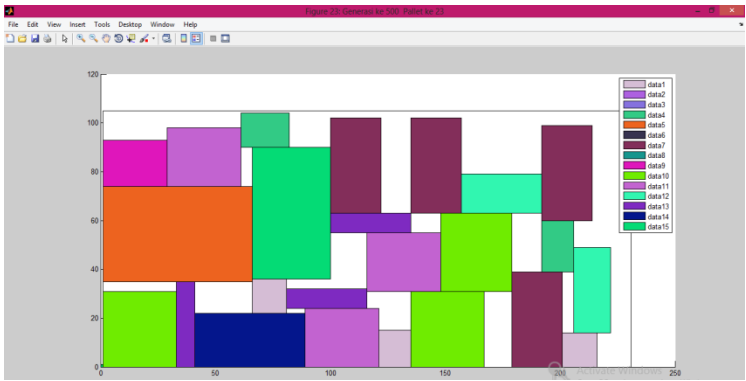 Figure 23: Generasi ke 500 Pallet ke 23
File Edit View Insert Tools Desktop Window Help
120
100
80
60
40
20
0
0 50 100 150 200 250
data1
data2
data3
data4
data5
data6
data7
data8
data9
data10
data11
data12
data13
data14
data15
Activate Windows